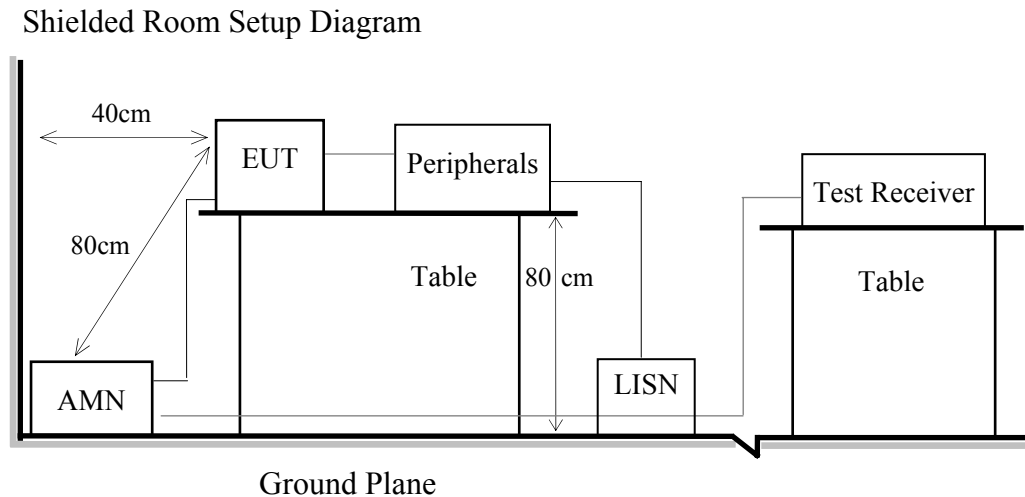 Shielded Room Setup Diagram
40cm
EUT
Peripherals
Test Receiver
80cm
Table
80 cm
Table
AMN
LISN
Ground Plane